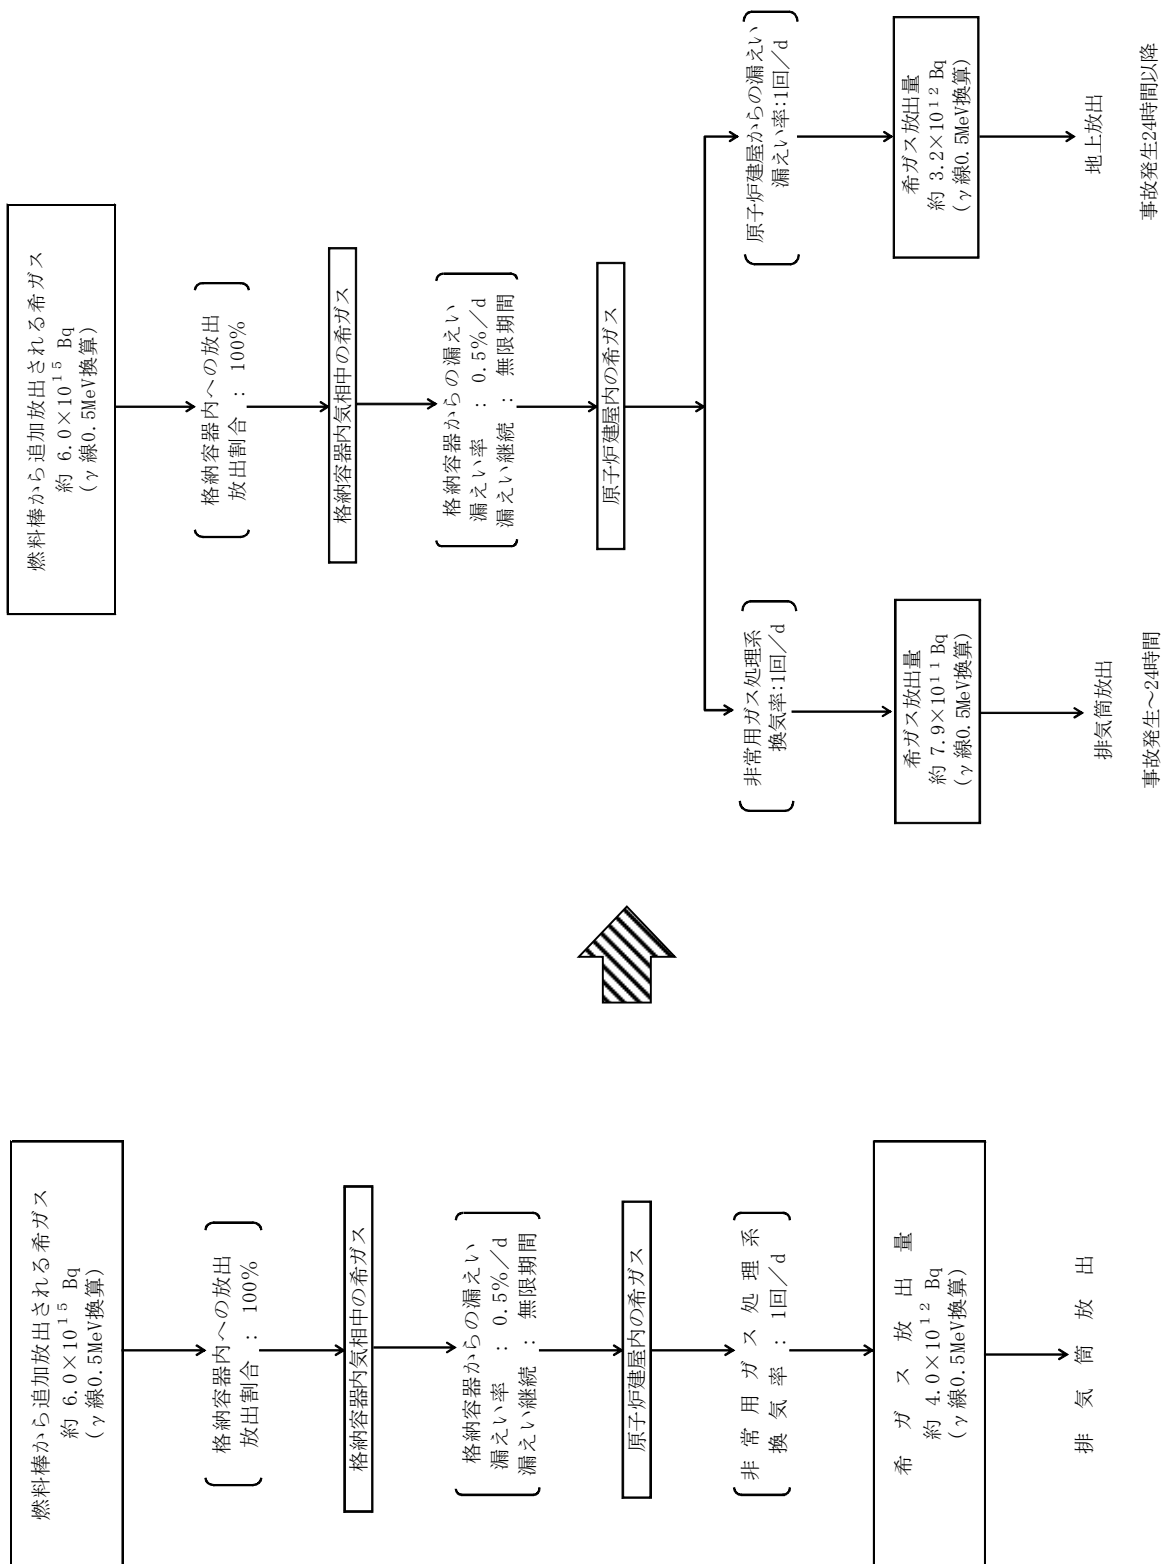 燃料棒から追加放出される希ガス
約 6.0×10¹⁵ Bq
(γ線0.5MeV換算)
格納容器内への放出
放出割合 : 100%
格納容器内気相中の希ガス
格納容器からの漏えい
漏えい率 : 0.5%/d
漏えい継続 : 無限期間
原子炉建屋内の希ガス
非常用ガス処理系
換気率 : 1回/d
希ガス放出量
約 4.0×10¹² Bq
(γ線0.5MeV換算)
排気筒放出
燃料棒から追加放出される希ガス
約 6.0×10¹⁵ Bq
(γ線0.5MeV換算)
格納容器内への放出
放出割合 : 100%
格納容器内気相中の希ガス
格納容器からの漏えい
漏えい率 : 0.5%/d
漏えい継続 : 無限期間
原子炉建屋内の希ガス
非常用ガス処理系
換気率:1回/d
希ガス放出量
約 7.9×10¹¹ Bq
(γ線0.5MeV換算)
排気筒放出
事故発生~24時間
原子炉建屋からの漏えい
漏えい率:1回/d
希ガス放出量
約 3.2×10¹² Bq
(γ線0.5MeV換算)
地上放出
事故発生24時間以降